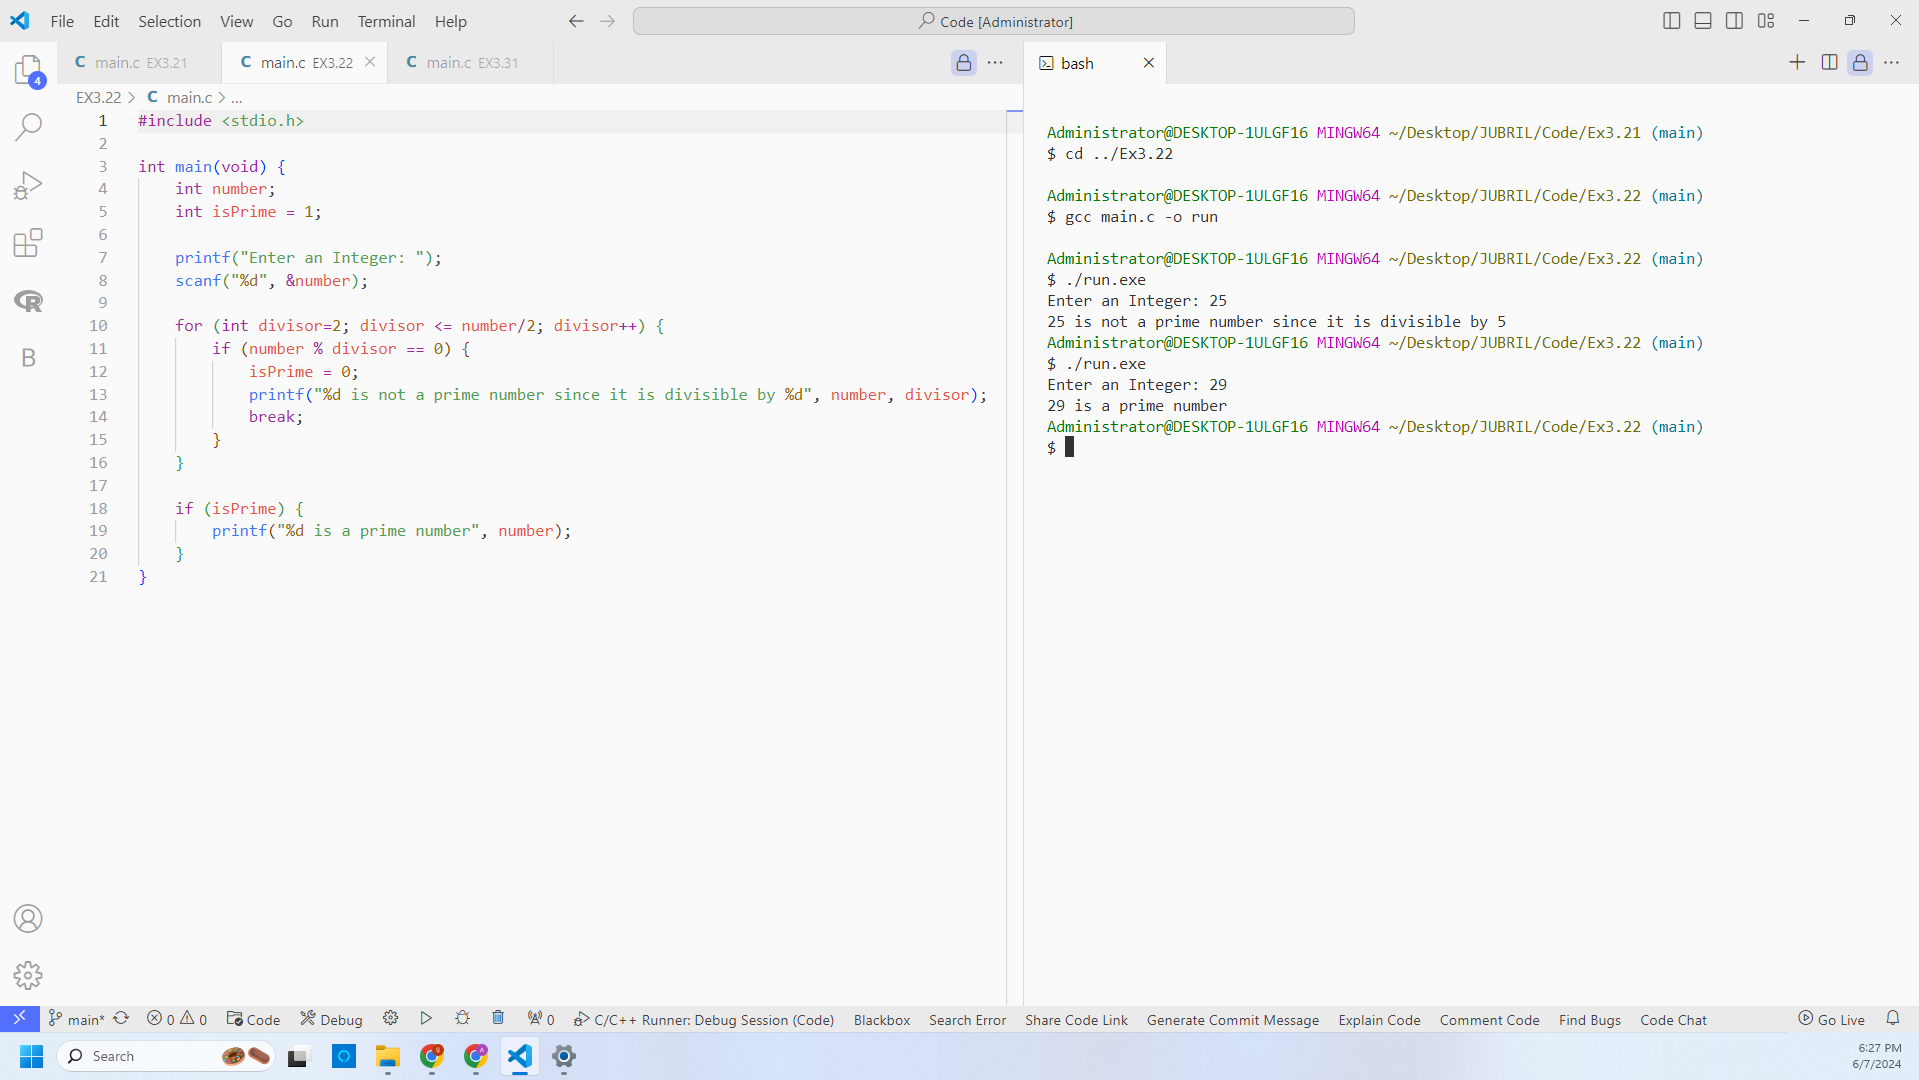 File Edit Selection View Go Run Terminal Help
Code [Administrator]
4
C main.c EX3.21
C main.c EX3.22
C main.c EX3.31
bash
EX3.22 > C main.c > ...
1 #include <stdio.h>
2
3 int main(void) {
4 int number;
5 int isPrime = 1;
6
7 printf("Enter an Integer: ");
8 scanf("%d", &number);
9
10 for (int divisor=2; divisor <= number/2; divisor++) {
11 if (number % divisor == 0) {
12 isPrime = 0;
13 printf("%d is not a prime number since it is divisible by %d", number, divisor);
14 break;
15 }
16 }
17
18 if (isPrime) {
19 printf("%d is a prime number", number);
20 }
21 }
Administrator@DESKTOP-1ULGF16 MINGW64 ~/Desktop/JUBRIL/Code/Ex3.21 (main)
$ cd ../Ex3.22
Administrator@DESKTOP-1ULGF16 MINGW64 ~/Desktop/JUBRIL/Code/Ex3.22 (main)
$ gcc main.c -o run
Administrator@DESKTOP-1ULGF16 MINGW64 ~/Desktop/JUBRIL/Code/Ex3.22 (main)
$ ./run.exe
Enter an Integer: 25
25 is not a prime number since it is divisible by 5
Administrator@DESKTOP-1ULGF16 MINGW64 ~/Desktop/JUBRIL/Code/Ex3.22 (main)
$ ./run.exe
Enter an Integer: 29
29 is a prime number
Administrator@DESKTOP-1ULGF16 MINGW64 ~/Desktop/JUBRIL/Code/Ex3.22 (main)
$
R
B
main* 0 0 Code Debug 0 C/C++ Runner: Debug Session (Code) Blackbox Search Error Share Code Link Generate Commit Message Explain Code Comment Code Find Bugs Code Chat Go Live
Search
6:27 PM
6/7/2024